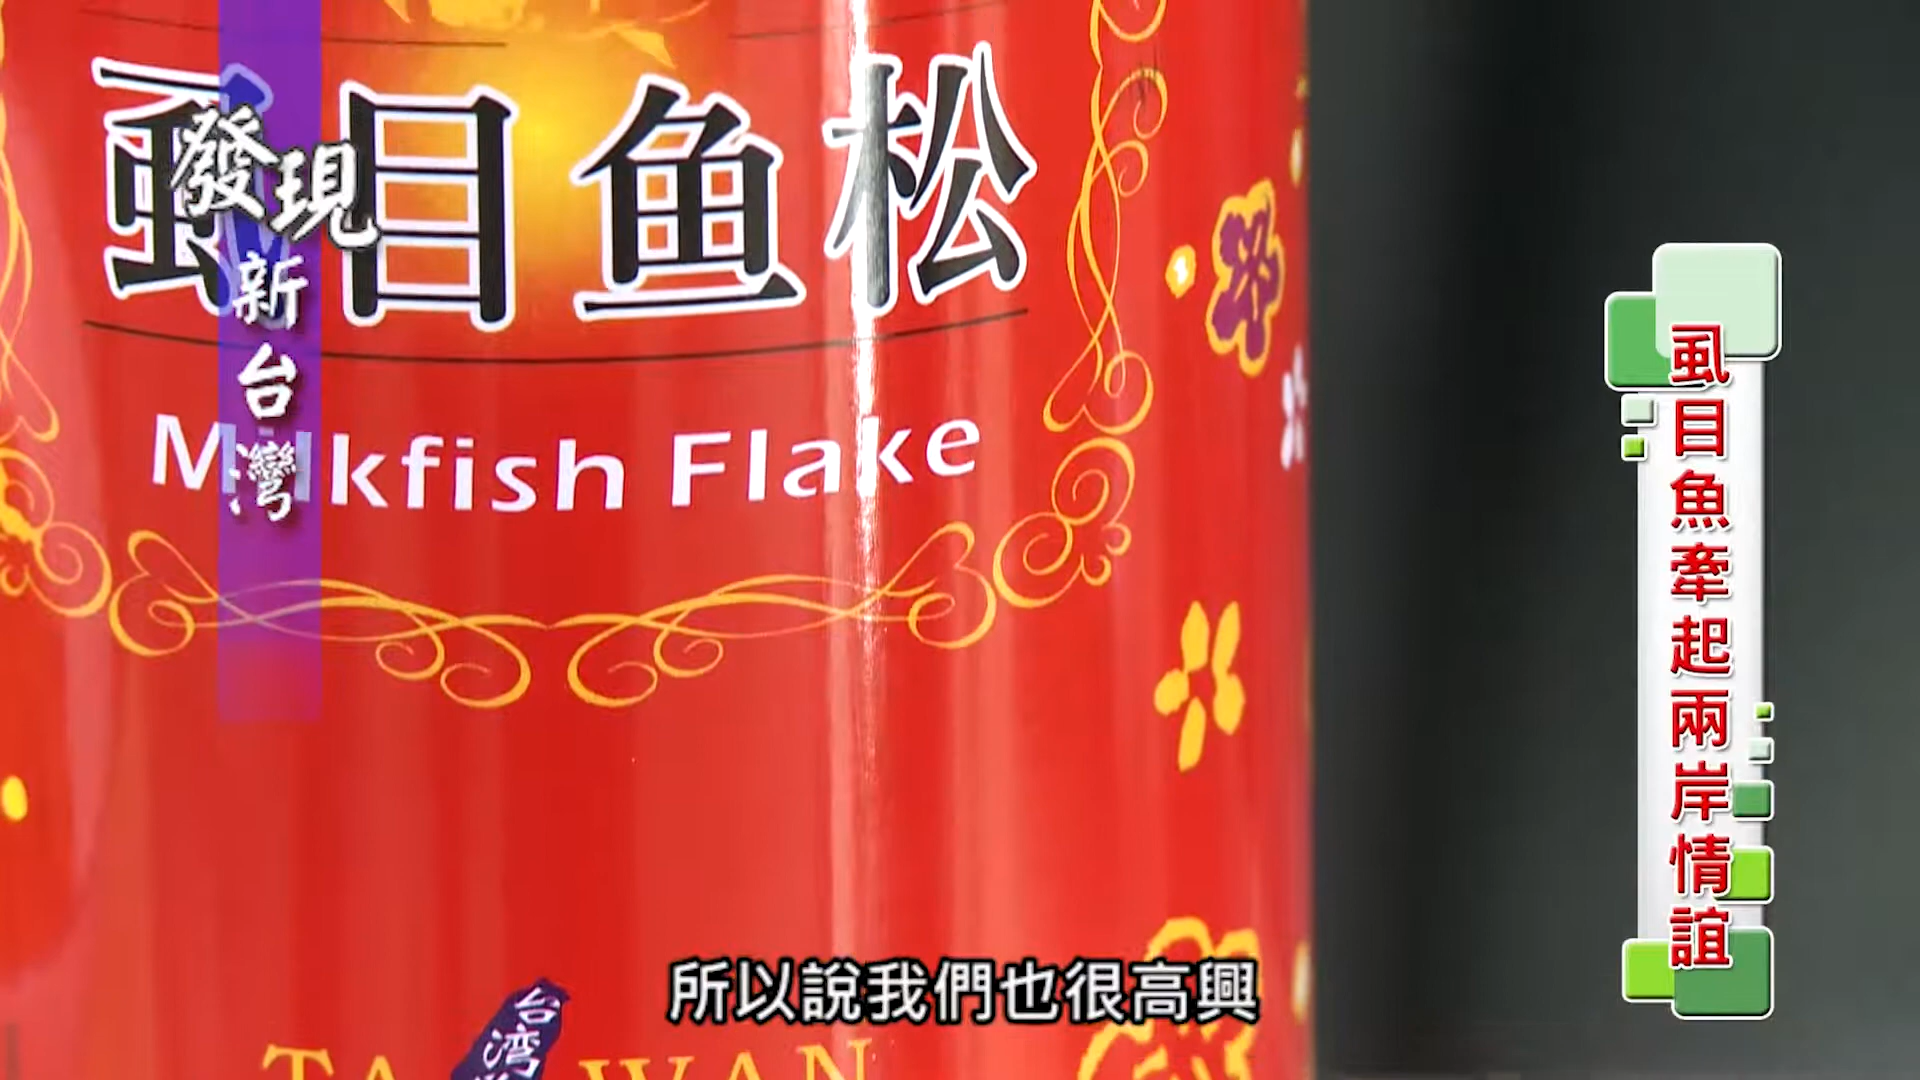 虱目鱼松
Milkfish Flake
發現
新台灣
虱目魚牽起兩岸情誼
所以說我們也很高興
台湾
TAIWAN